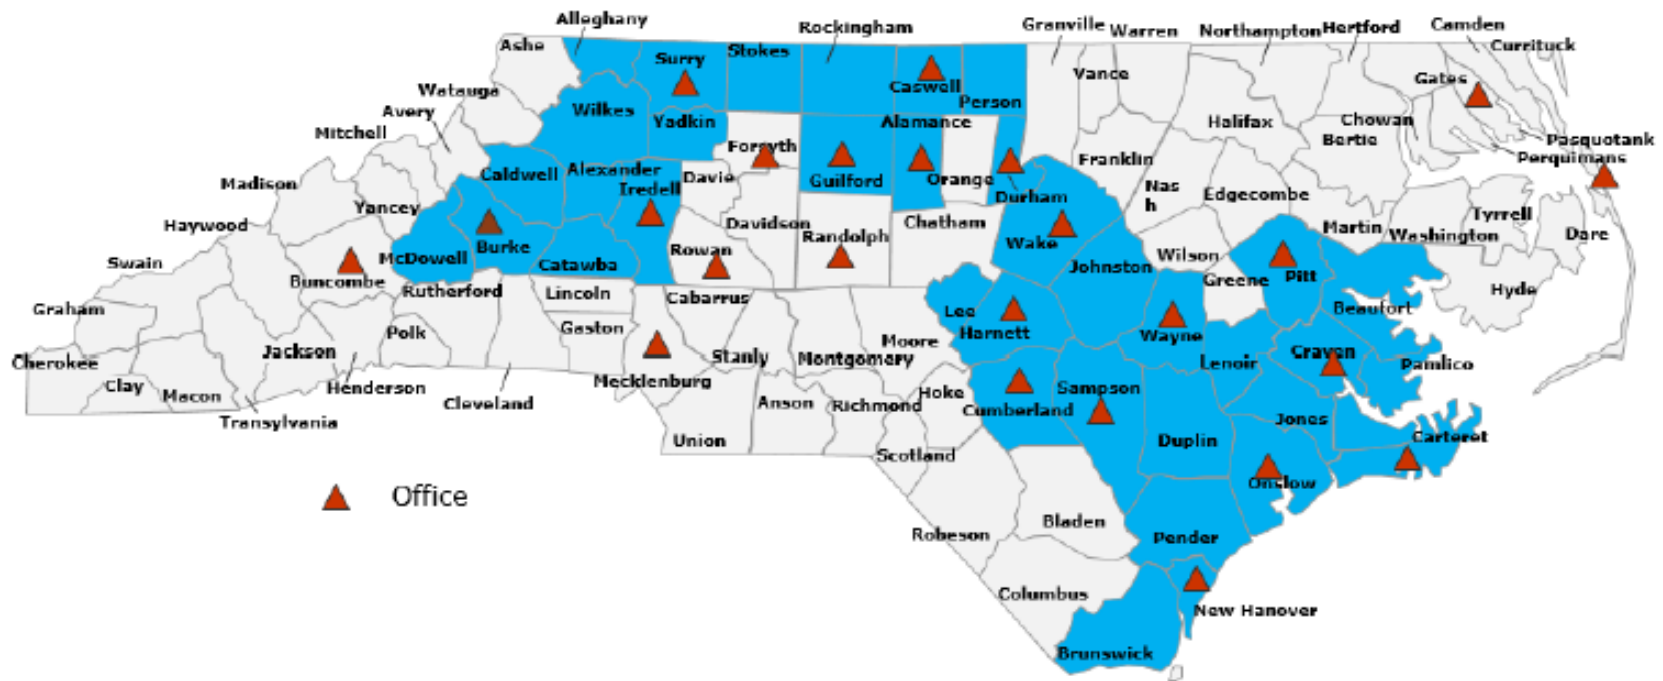 Alleghany
Rockingham
Granville
Warren
Northampton
Hertford
Camden
Currituck
Ashe
Surry
Stokes
Caswell
Person
Vance
Gates
Watauga
Wilkes
Yadkin
Avery
Mitchell
Alamance
Halifax
Chowan
Bertie
Pasquotank
Perquimans
Forsyth
Guilford
Orange
Durham
Franklin
Nas
h
Edgecombe
Madison
Caldwell
Alexander
Iredell
Davie
Yancey
Haywood
Davidson
Randolph
Chatham
Wake
Martin
Washington
Tyrrell
Dare
Swain
Buncombe
McDowell
Burke
Catawba
Rowan
Johnston
Wilson
Greene
Pitt
Hyde
Graham
Rutherford
Lincoln
Cabarrus
Lee
Harnett
Wayne
Beaufort
Polk
Gaston
Stanly
Montgomery
Moore
Lenoir
Craven
Pamlico
Cherokee
Clay
Macon
Jackson
Henderson
Transylvania
Cleveland
Mecklenburg
Union
Anson
Richmond
Hoke
Cumberland
Sampson
Scotland
Duplin
Jones
Carteret
Onslow
Office
Robeson
Bladen
Pender
Columbus
New Hanover
Brunswick